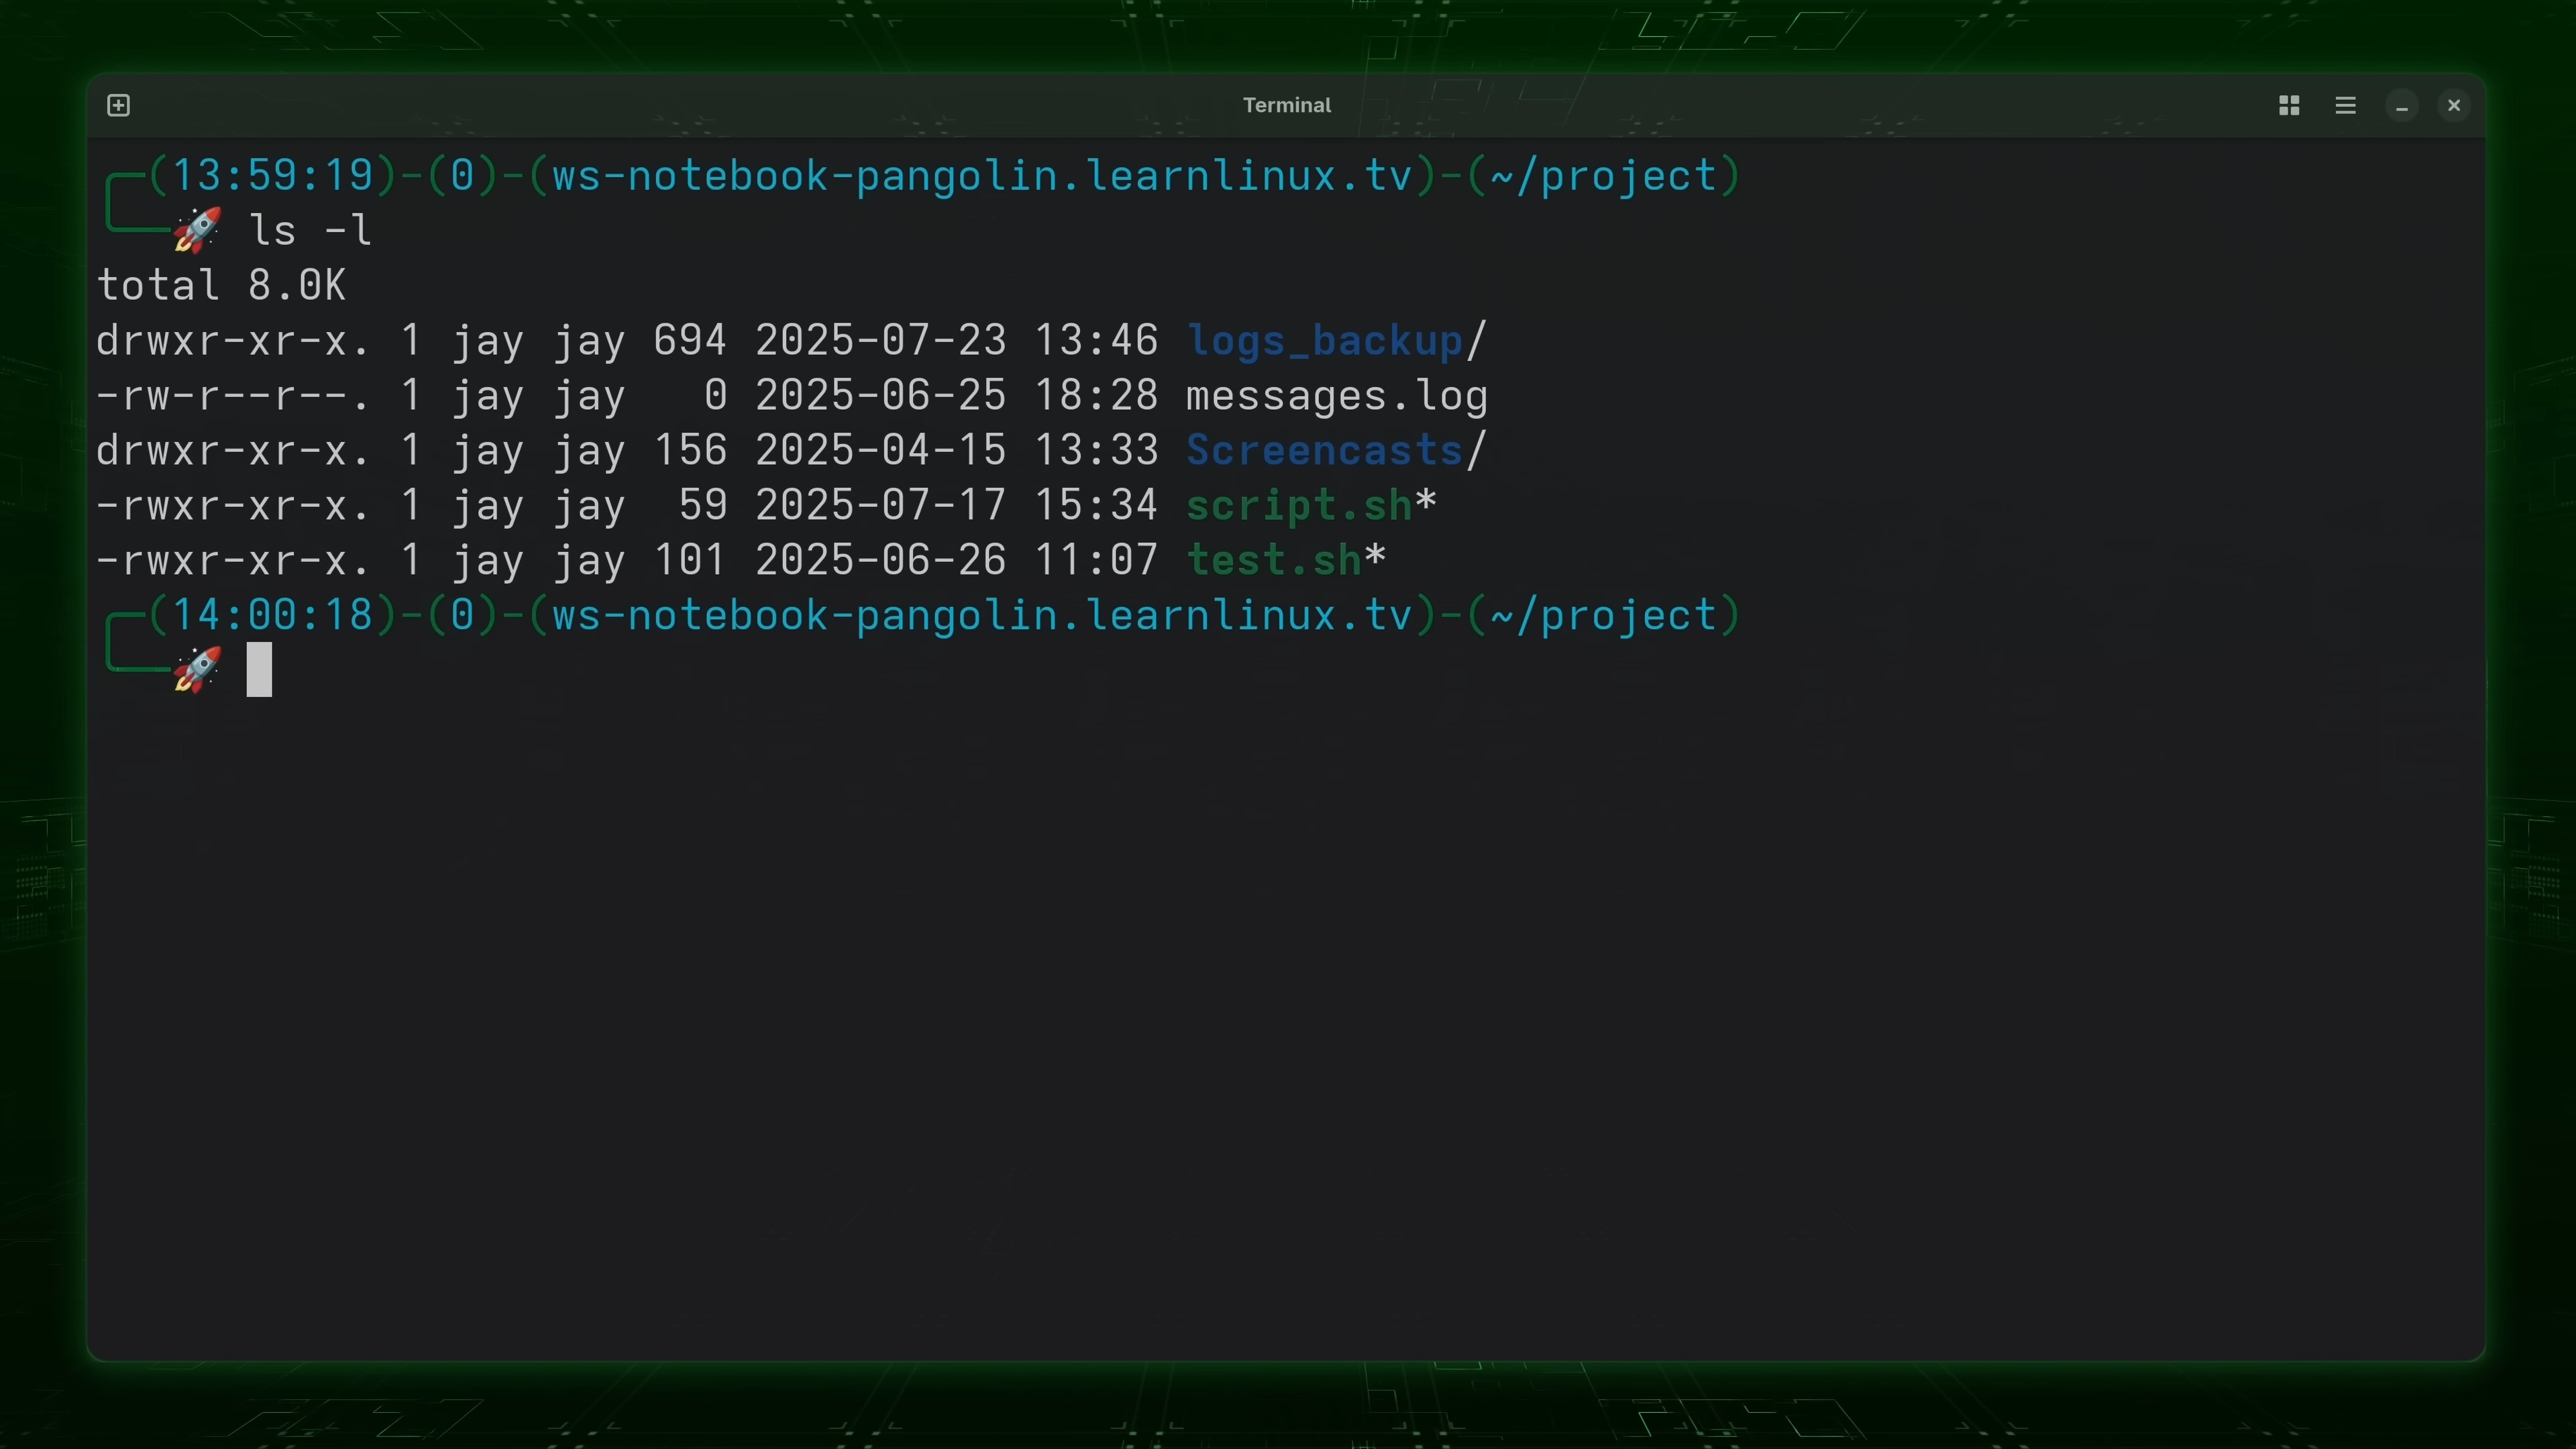 Terminal
(13:59:19)-(0)-(ws-notebook-pangolin.learnlinux.tv)-(~/project)
🚀 ls -l
total 8.0K
drwxr-xr-x. 1 jay jay 694 2025-07-23 13:46 logs_backup/
-rw-r--r--. 1 jay jay   0 2025-06-25 18:28 messages.log
drwxr-xr-x. 1 jay jay 156 2025-04-15 13:33 Screencasts/
-rwxr-xr-x. 1 jay jay  59 2025-07-17 15:34 script.sh*
-rwxr-xr-x. 1 jay jay 101 2025-06-26 11:07 test.sh*
(14:00:18)-(0)-(ws-notebook-pangolin.learnlinux.tv)-(~/project)
🚀